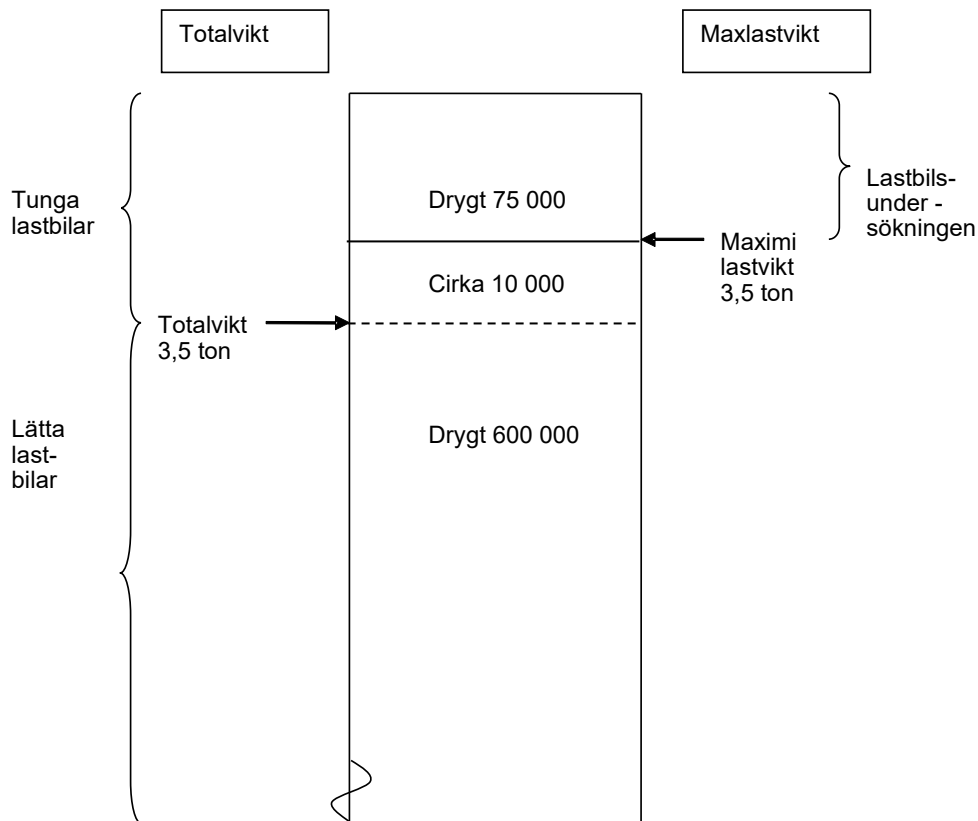 Totalvikt
Maxlastvikt
Tunga
lastbilar
Drygt 75 000
Lastbils-
under -
sökningen
Maximi
lastvikt
3,5 ton
Cirka 10 000
Totalvikt
3,5 ton
Lätta
last-
bilar
Drygt 600 000